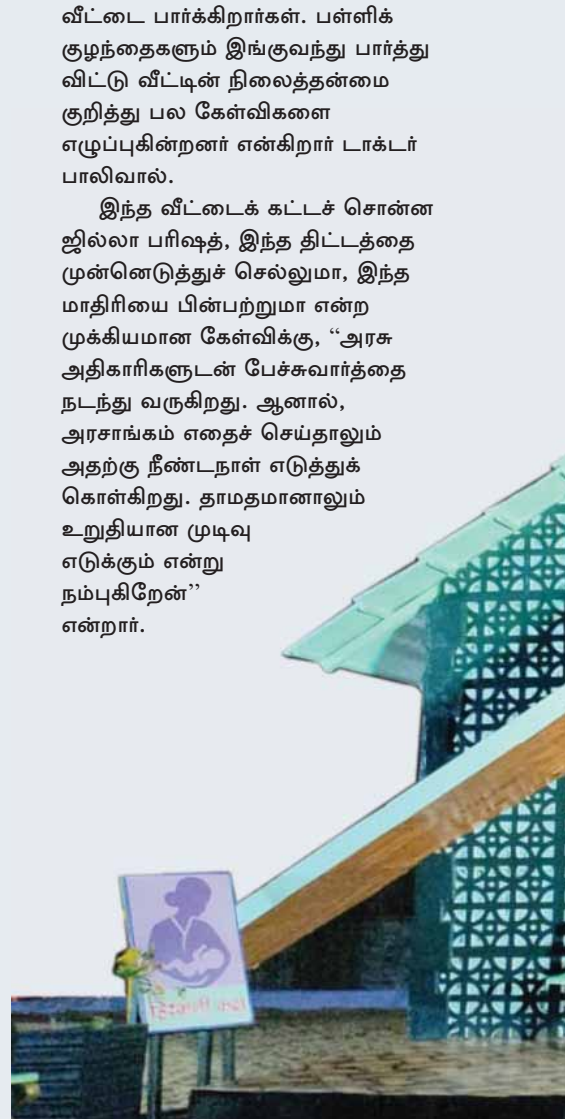 வீட்டை பார்க்கிறார்கள். பள்ளிக்
குழந்தைகளும் இங்குவந்து பார்த்து
விட்டு வீட்டின் நிலைத்தன்மை
குறித்து பல கேள்விகளை
எழுப்புகின்றனர் என்கிறார் டாக்டர்
பாலிவால்.
இந்த வீட்டைக் கட்டச் சொன்ன
ஜில்லா பரிஷத், இந்த திட்டத்தை
முன்னெடுத்துச் செல்லுமா, இந்த
மாதிரியை பின்பற்றுமா என்ற
முக்கியமான கேள்விக்கு, “அரசு
அதிகாரிகளுடன் பேச்சுவார்த்தை
நடந்து வருகிறது. ஆனால்,
அரசாங்கம் எதைச் செய்தாலும்
அதற்கு நீண்டநாள் எடுத்துக்
கொள்கிறது. தாமதமானாலும்
உறுதியான முடிவு
எடுக்கும் என்று
நம்புகிறேன்”
என்றார்.
हिरकणी कक्ष